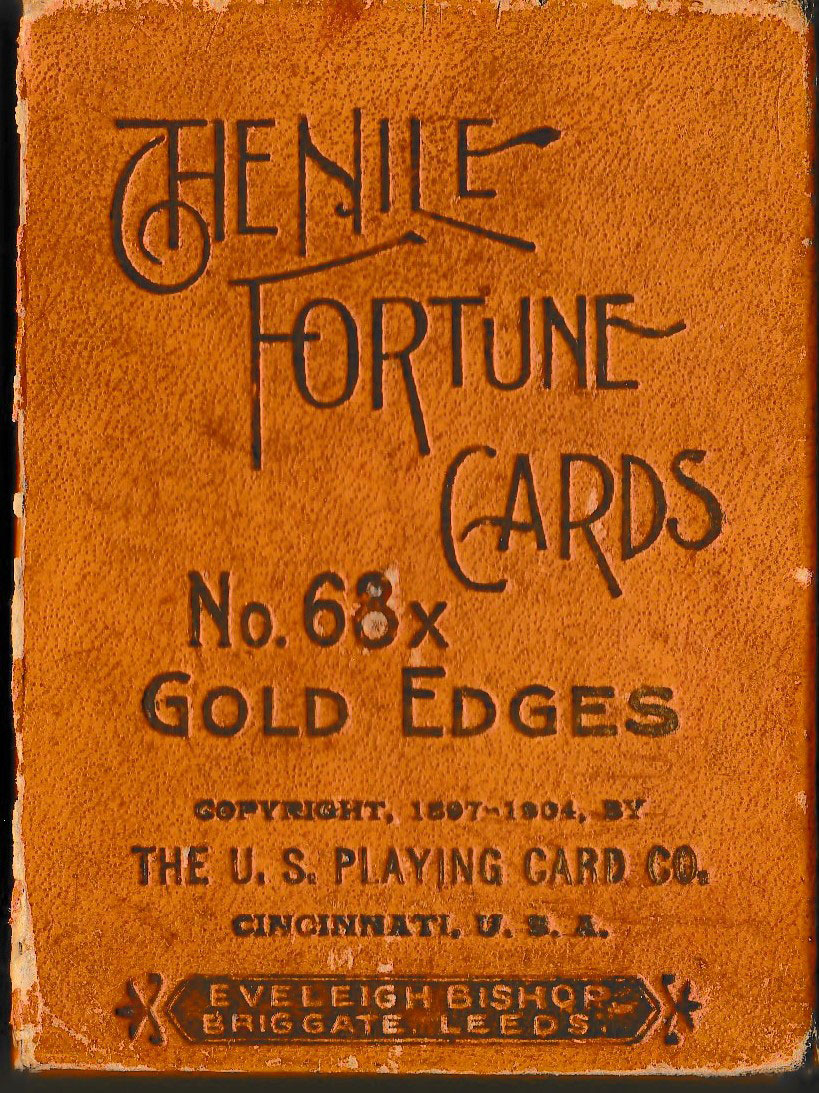 THE NILE
FORTUNE
CARDS
No. 68x
GOLD EDGES
COPYRIGHT, 1897-1904, BY
THE U. S. PLAYING CARD CO.
CINCINNATI, U. S. A.
EVELEIGH BISHOP
BRIGGATE. LEEDS.